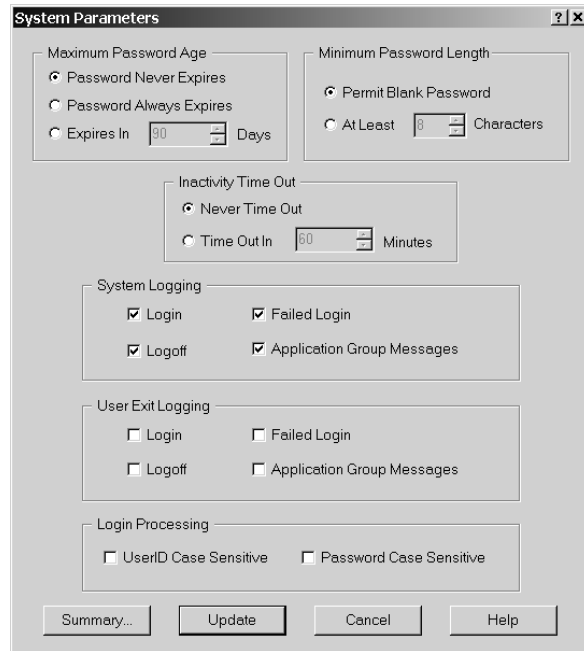 System Parameters
Maximum Password Age
Password Never Expires
Password Always Expires
Expires In 90 Days
Minimum Password Length
Permit Blank Password
At Least 8 Characters
Inactivity Time Out
Never Time Out
Time Out In 60 Minutes
System Logging
Login Failed Login
Logoff Application Group Messages
User Exit Logging
Login Failed Login
Logoff Application Group Messages
Login Processing
UserID Case Sensitive Password Case Sensitive
Summary... Update Cancel Help